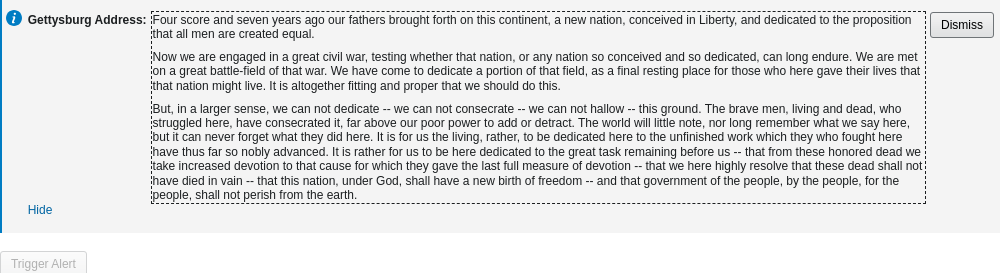 Gettysburg Address: Four score and seven years ago our fathers brought forth on this continent, a new nation, conceived in Liberty, and dedicated to the proposition Dismiss
that all men are created equal.
Now we are engaged in a great civil war, testing whether that nation, or any nation so conceived and so dedicated, can long endure. We are met
on a great battle-field of that war. We have come to dedicate a portion of that field, as a final resting place for those who here gave their lives that
that nation might live. It is altogether fitting and proper that we should do this.
But, in a larger sense, we can not dedicate -- we can not consecrate -- we can not hallow -- this ground. The brave men, living and dead, who
struggled here, have consecrated it, far above our poor power to add or detract. The world will little note, nor long remember what we say here,
but it can never forget what they did here. It is for us the living, rather, to be dedicated here to the unfinished work which they who fought here
have thus far so nobly advanced. It is rather for us to be here dedicated to the great task remaining before us -- that from these honored dead we
take increased devotion to that cause for which they gave the last full measure of devotion -- that we here highly resolve that these dead shall not
have died in vain -- that this nation, under God, shall have a new birth of freedom -- and that government of the people, by the people, for the
people, shall not perish from the earth.
Hide
Trigger Alert